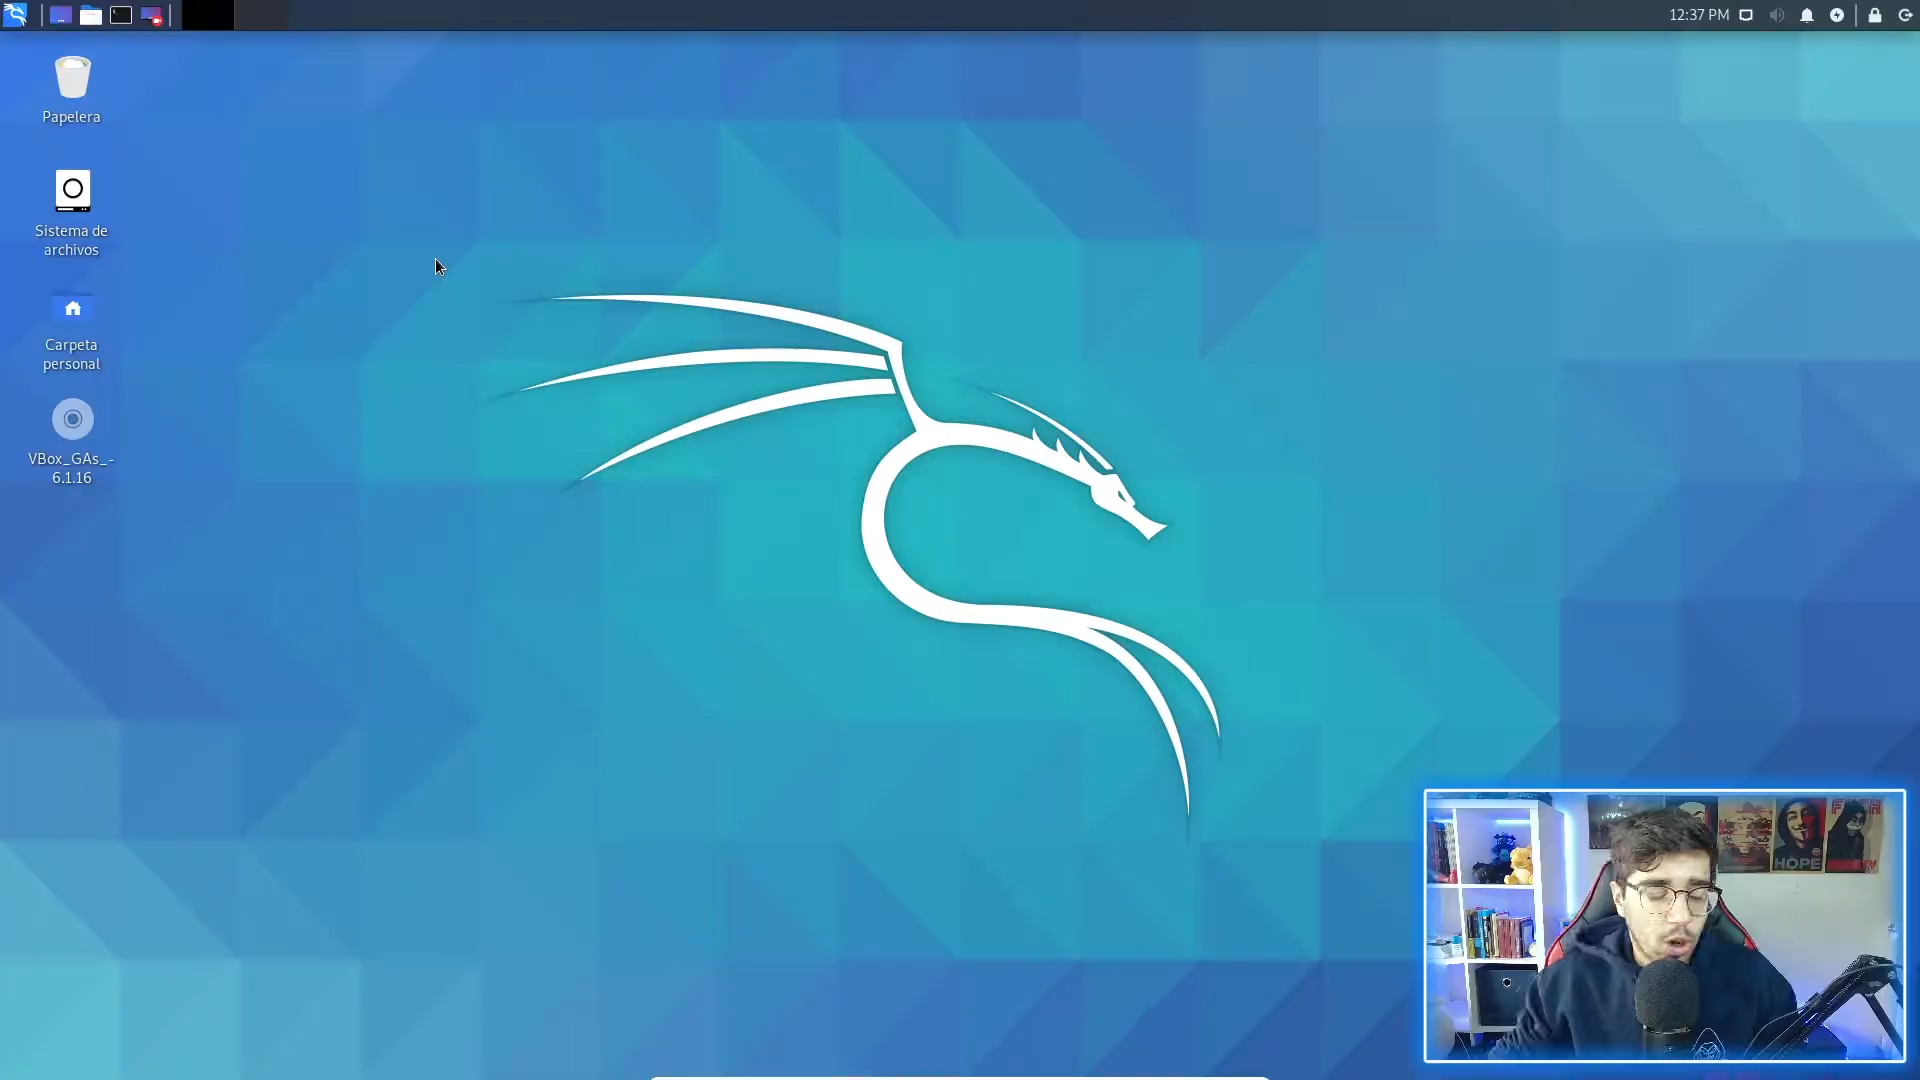 12:37 PM
Papelera
Sistema de
archivos
Carpeta
personal
VBox_GAs_-
6.1.16
HOPE